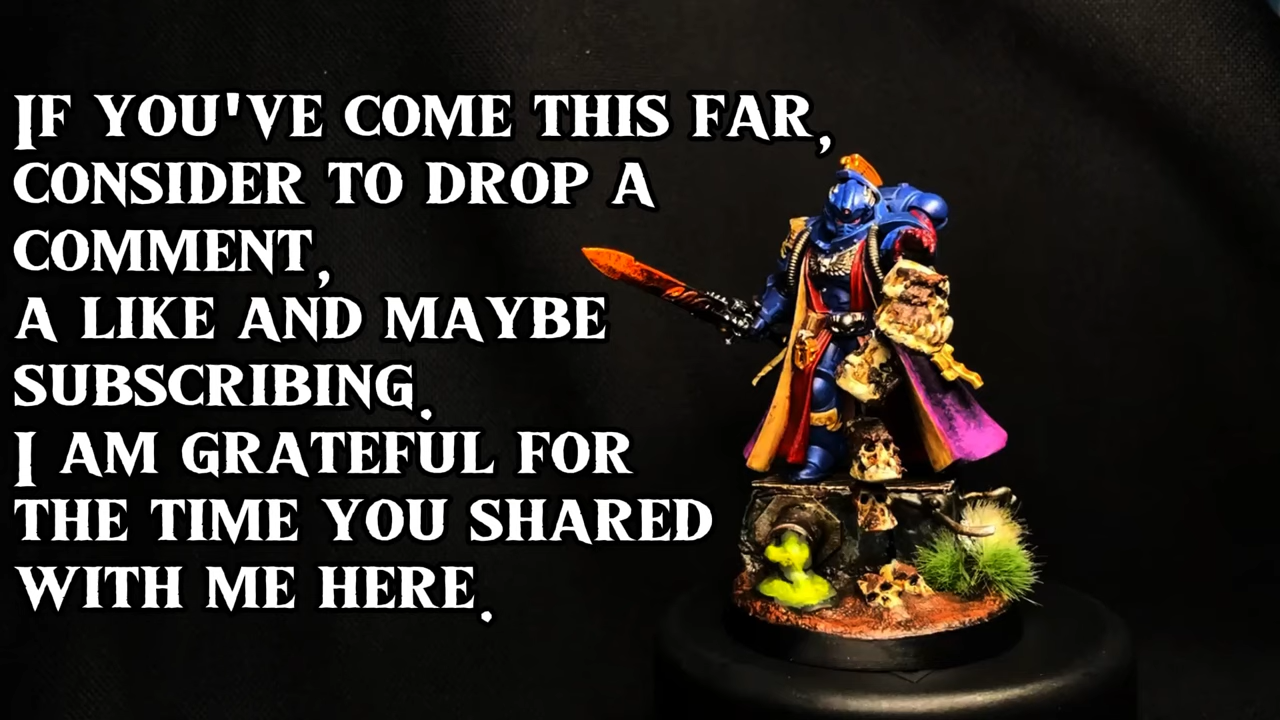 If you've come this far,
consider to drop a
comment,
a like and maybe
subscribing.
I am grateful for
the time you shared
with me here.